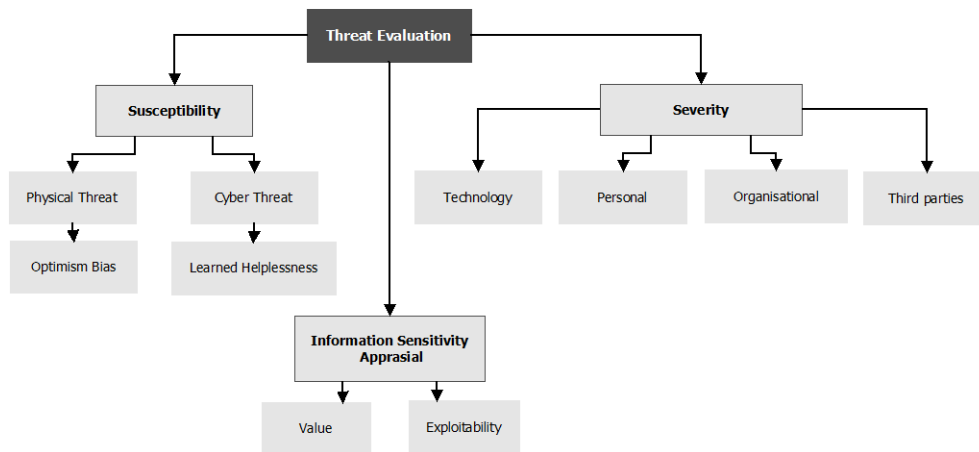 Threat Evaluation
Susceptibility
Severity
Physical Threat
Cyber Threat
Technology
Personal
Organisational
Third parties
Optimism Bias
Learned Helplessness
Information Sensitivity
Apprasial
Value
Exploitability